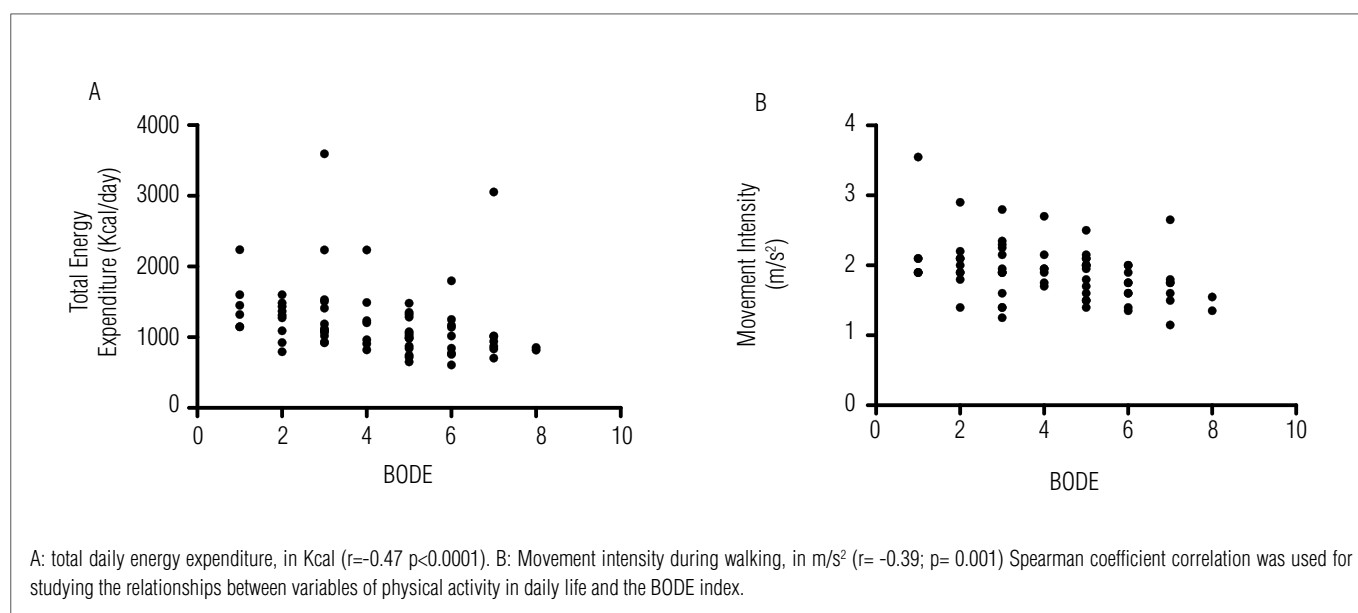 A
4000
3000
2000
1000
0
Total Energy
Expenditure (Kcal/day)
0 2 4 6 8 10
BODE
B
4
3
2
1
0
Movement Intensity
(m/s²)
0 2 4 6 8 10
BODE
A: total daily energy expenditure, in Kcal (r=-0.47 p<0.0001). B: Movement intensity during walking, in m/s² (r= -0.39; p= 0.001) Spearman coefficient correlation was used for
studying the relationships between variables of physical activity in daily life and the BODE index.